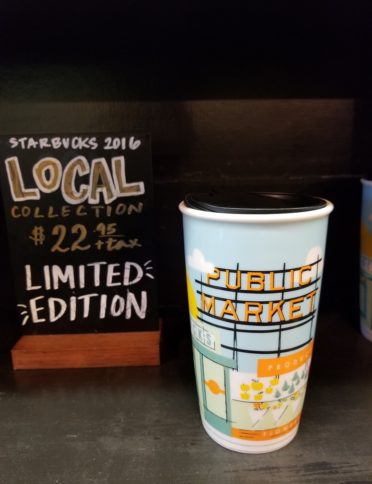 STARBUCKS 2016
LOCAL
COLLECTION
$22.95
+tax
LIMITED
EDITION
PUBLIC
MARKET